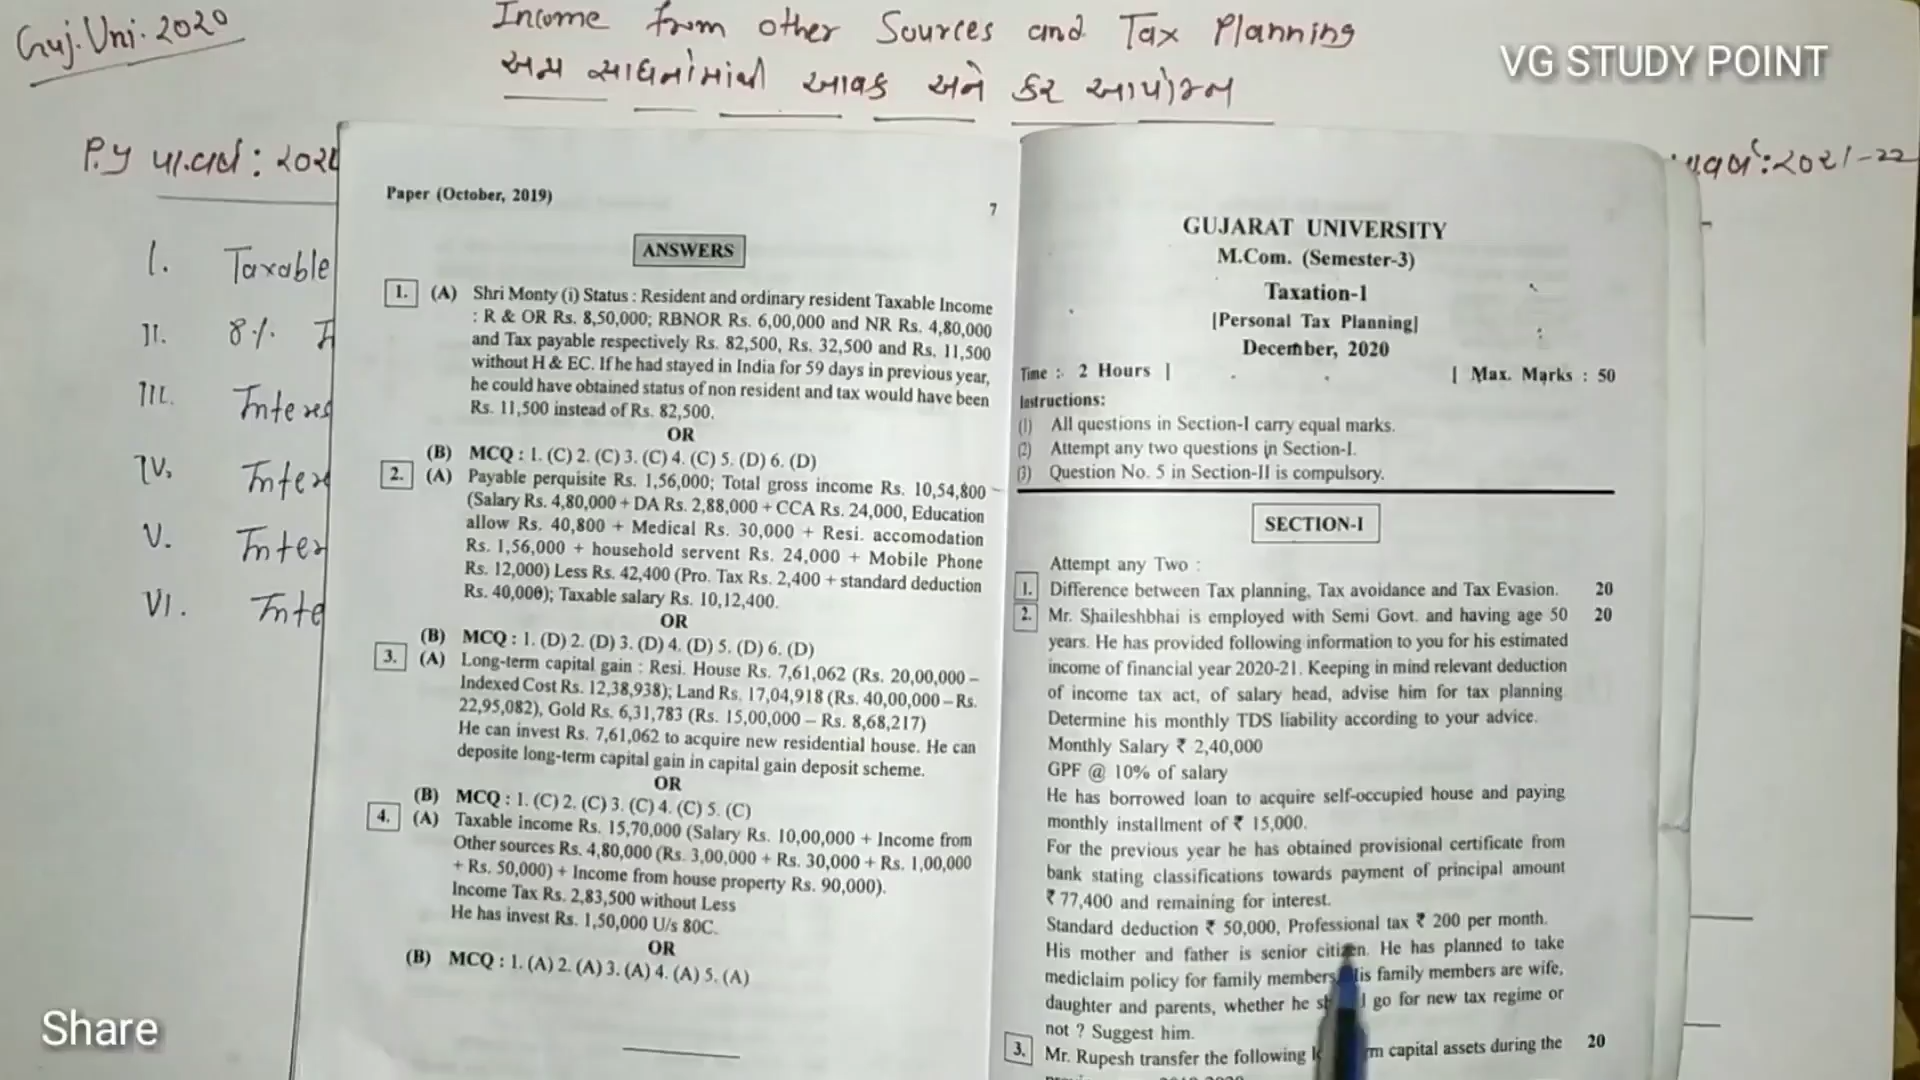 Guj. Uni. 2020
Income from other Sources and Tax Planning
VG STUDY POINT
અન્ય સાધનોમાંથી આવક અને કર આયોજન
P.Y પા.વર્ષ : ૨૦૨
વર્ષ:૨૦૨૧-૨૨
I. Taxable
II. 8%
III.
IV.
V.
VI.
Paper (October, 2019)
7
ANSWERS
1. (A) Shri Monty (i) Status : Resident and ordinary resident Taxable Income
: R & OR Rs. 8,50,000; RBNOR Rs. 6,00,000 and NR Rs. 4,80,000
and Tax payable respectively Rs. 82,500, Rs. 32,500 and Rs. 11,500
without H & EC. If he had stayed in India for 59 days in previous year,
he could have obtained status of non resident and tax would have been
Rs. 11,500 instead of Rs. 82,500.
OR
(B) MCQ : 1. (C) 2. (C) 3. (C) 4. (C) 5. (D) 6. (D)
2. (A) Payable perquisite Rs. 1,56,000; Total gross income Rs. 10,54,800
(Salary Rs. 4,80,000 + DA Rs. 2,88,000 + CCA Rs. 24,000, Education
allow Rs. 40,800 + Medical Rs. 30,000 + Resi. accomodation
Rs. 1,56,000 + household servent Rs. 24,000 + Mobile Phone
Rs. 12,000) Less Rs. 42,400 (Pro. Tax Rs. 2,400 + standard deduction
Rs. 40,000); Taxable salary Rs. 10,12,400.
OR
(B) MCQ : 1. (D) 2. (D) 3. (D) 4. (D) 5. (D) 6. (D)
3. (A) Long-term capital gain : Resi. House Rs. 7,61,062 (Rs. 20,00,000 –
Indexed Cost Rs. 12,38,938); Land Rs. 17,04,918 (Rs. 40,00,000 – Rs.
22,95,082), Gold Rs. 6,31,783 (Rs. 15,00,000 – Rs. 8,68,217)
He can invest Rs. 7,61,062 to acquire new residential house. He can
deposite long-term capital gain in capital gain deposit scheme.
OR
(B) MCQ : 1. (C) 2. (C) 3. (C) 4. (C) 5. (C)
4. (A) Taxable income Rs. 15,70,000 (Salary Rs. 10,00,000 + Income from
Other sources Rs. 4,80,000 (Rs. 3,00,000 + Rs. 30,000 + Rs. 1,00,000
+ Rs. 50,000) + Income from house property Rs. 90,000).
Income Tax Rs. 2,83,500 without Less
He has invest Rs. 1,50,000 U/s 80C.
OR
(B) MCQ : 1. (A) 2. (A) 3. (A) 4. (A) 5. (A)
GUJARAT UNIVERSITY
M.Com. (Semester-3)
Taxation-1
[Personal Tax Planning]
December, 2020
Time : 2 Hours ] [ Max. Marks : 50
Instructions:
(1) All questions in Section-I carry equal marks.
(2) Attempt any two questions in Section-I.
(3) Question No. 5 in Section-II is compulsory.
SECTION-I
Attempt any Two :
1. Difference between Tax planning, Tax avoidance and Tax Evasion. 20
2. Mr. Shaileshbhai is employed with Semi Govt. and having age 50 20
years. He has provided following information to you for his estimated
income of financial year 2020-21. Keeping in mind relevant deduction
of income tax act, of salary head, advise him for tax planning
Determine his monthly TDS liability according to your advice.
Monthly Salary ₹ 2,40,000
GPF @ 10% of salary
He has borrowed loan to acquire self-occupied house and paying
monthly installment of ₹ 15,000.
For the previous year he has obtained provisional certificate from
bank stating classifications towards payment of principal amount
₹ 77,400 and remaining for interest.
Standard deduction ₹ 50,000, Professional tax ₹ 200 per month.
His mother and father is senior citizen. He has planned to take
mediclaim policy for family members family members are wife,
daughter and parents, whether he go for new tax regime or
not ? Suggest him.
3. Mr. Rupesh transfer the following capital assets during the 20
Share